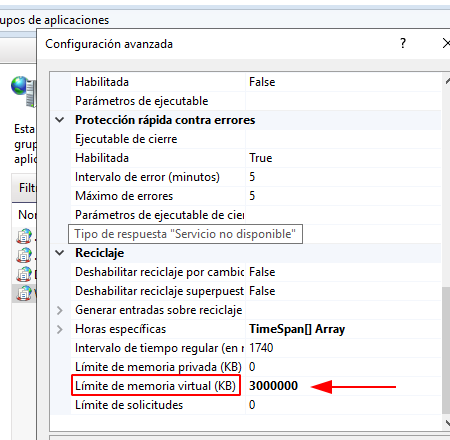 upos de aplicaciones
Configuración avanzada
?
Esta
grup
aplic
Filtr
Habilitada False
Parámetros de ejecutable
Protección rápida contra errores
Ejecutable de cierre
Habilitada True
Intervalo de error (minutos) 5
Máximo de errores 5
Parámetros de ejecutable de cier
Tipo de respuesta "Servicio no disponible"
Reciclaje
Deshabilitar reciclaje por cambic False
Deshabilitar reciclaje superpuest False
Generar entradas sobre reciclaje
Horas específicas TimeSpan[] Array
Intervalo de tiempo regular (en r 1740
Límite de memoria privada (KB) 0
Límite de memoria virtual (KB) 3000000
Límite de solicitudes 0